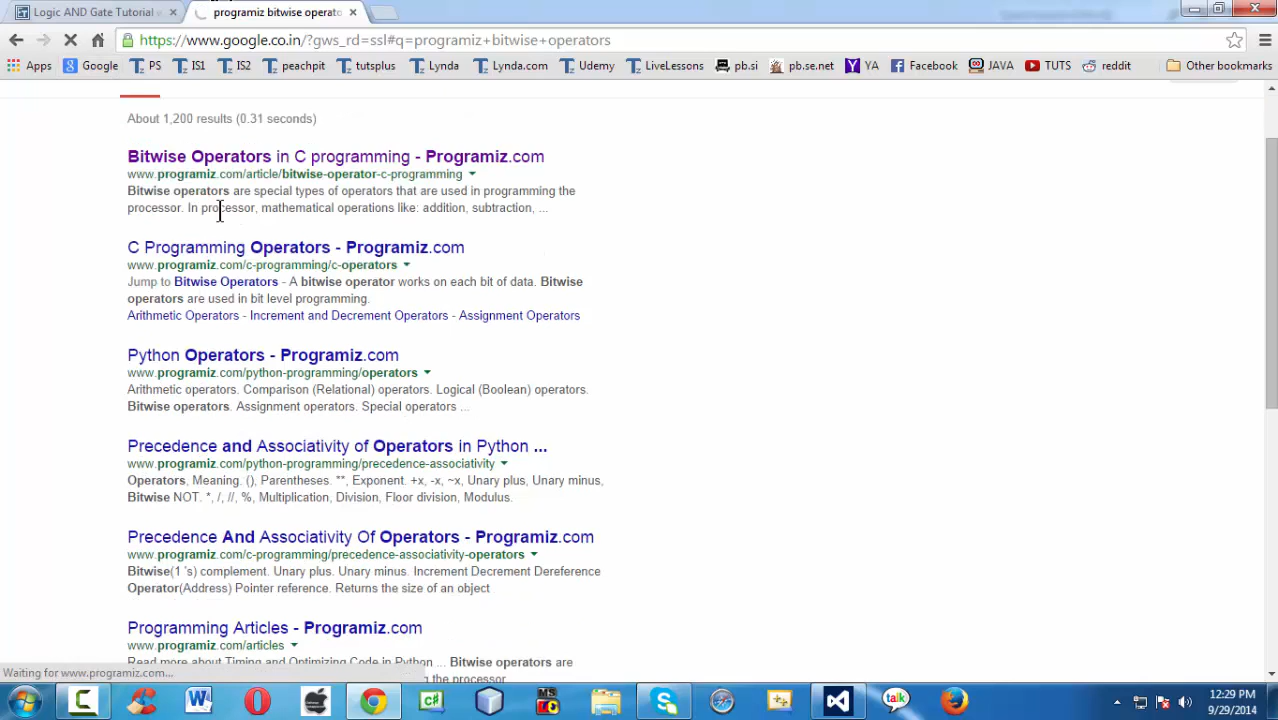 Logic AND Gate Tutorial w
programiz bitwise operato
https://www.google.co.in/?gws_rd=ssl#q=programiz+bitwise+operators
Apps Google PS IS1 IS2 peachpit tutsplus Lynda Lynda.com Udemy LiveLessons pb.si pb.se.net YA Facebook JAVA TUTS reddit Other bookmarks
About 1,200 results (0.31 seconds)
Bitwise Operators in C programming - Programiz.com
www.programiz.com/article/bitwise-operator-c-programming
Bitwise operators are special types of operators that are used in programming the
processor. In processor, mathematical operations like: addition, subtraction, ...
C Programming Operators - Programiz.com
www.programiz.com/c-programming/c-operators
Jump to Bitwise Operators - A bitwise operator works on each bit of data. Bitwise
operators are used in bit level programming.
Arithmetic Operators - Increment and Decrement Operators - Assignment Operators
Python Operators - Programiz.com
www.programiz.com/python-programming/operators
Arithmetic operators. Comparison (Relational) operators. Logical (Boolean) operators.
Bitwise operators. Assignment operators. Special operators ...
Precedence and Associativity of Operators in Python ...
www.programiz.com/python-programming/precedence-associativity
Operators, Meaning. (), Parentheses. **, Exponent. +x, -x, ~x, Unary plus, Unary minus,
Bitwise NOT. *, /, //, %, Multiplication, Division, Floor division, Modulus.
Precedence And Associativity Of Operators - Programiz.com
www.programiz.com/c-programming/precedence-associativity-operators
Bitwise(1 's) complement. Unary plus. Unary minus. Increment Decrement Dereference
Operator(Address) Pointer reference. Returns the size of an object
Programming Articles - Programiz.com
www.programiz.com/articles
Read more about Timing and Optimizing Code in Python ... Bitwise operators are
the processor
Waiting for www.programiz.com...
talk
12:29 PM
9/29/2014